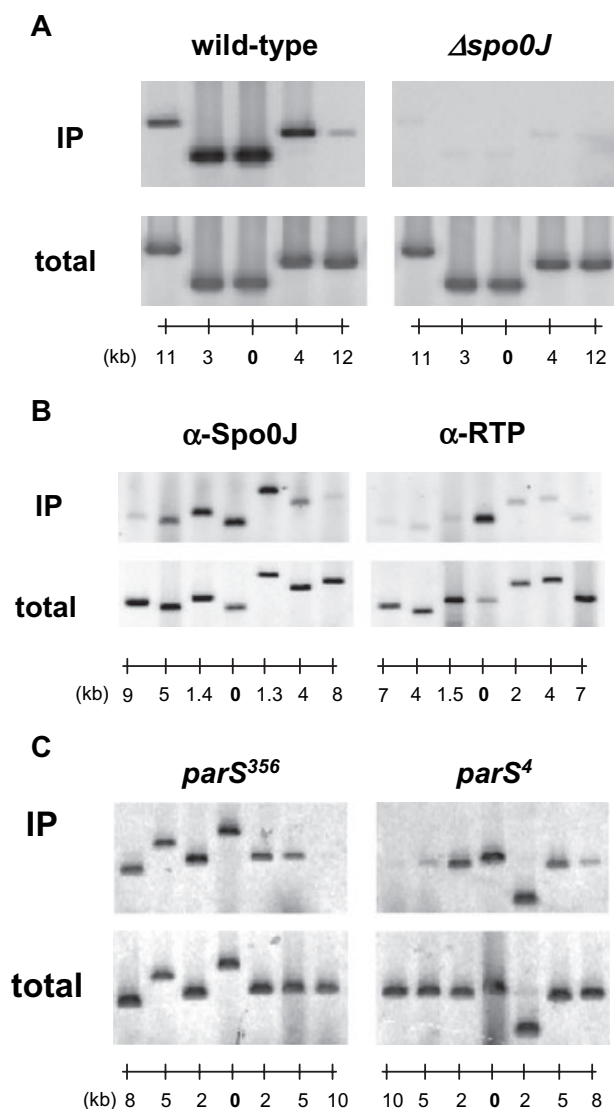 A
wild-type ΔspoOJ
IP
total
(kb) 11 3 0 4 12 11 3 0 4 12
B
α-Spo0J α-RTP
IP
total
(kb) 9 5 1.4 0 1.3 4 8 7 4 1.5 0 2 4 7
C
parS³⁵⁶ parS⁴
IP
total
(kb) 8 5 2 0 2 5 10 10 5 2 0 2 5 8